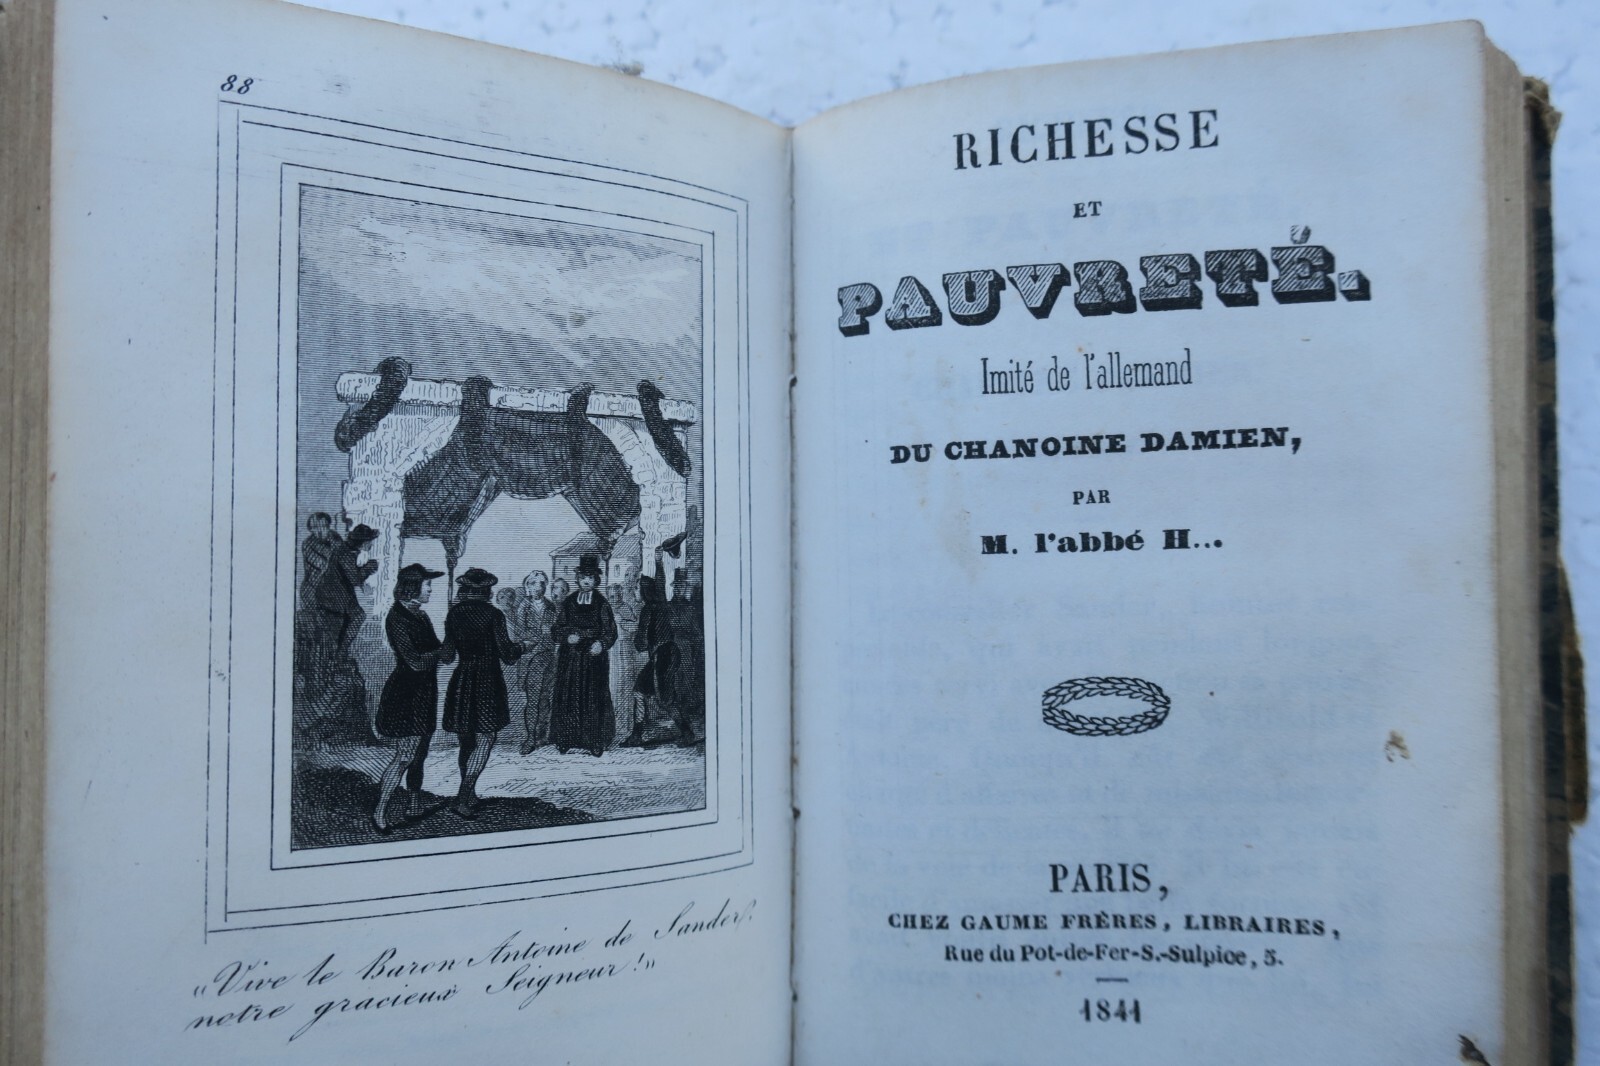 88
« Vive le Baron Antoine de Sanders,
notre gracieux Seigneur! »
RICHESSE
ET
PAUVRETÉ.
Imité de l'allemand
DU CHANOINE DAMIEN,
PAR
M. l'abbé H...
PARIS,
CHEZ GAUME FRÈRES, LIBRAIRES,
Rue du Pot-de-Fer-S.-Sulpice, 5.
1841